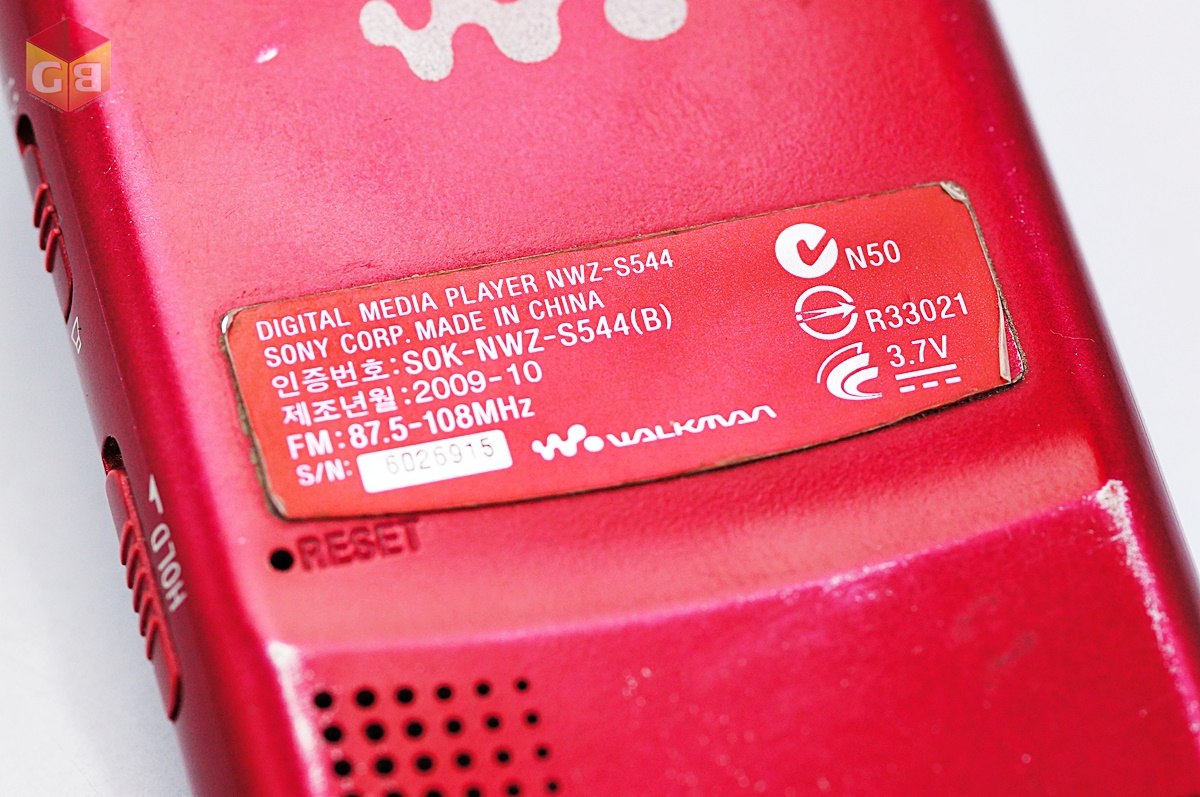 GB
DIGITAL MEDIA PLAYER NWZ-S544
SONY CORP. MADE IN CHINA
인증번호:SOK-NWZ-S544(B)
제조년월:2009-10
FM:87.5-108MHz
S/N: 6026915
WALKMAN
N50
R33021
3.7V
RESET
HOLD